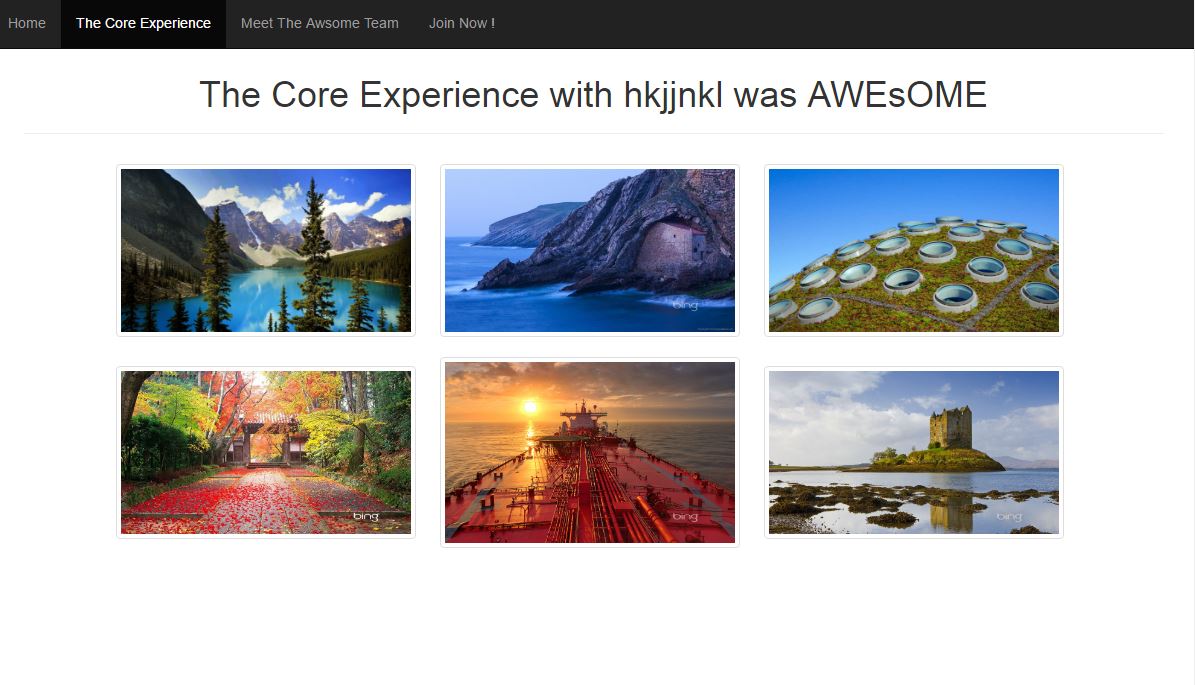 Home The Core Experience Meet The Awsome Team Join Now !
The Core Experience with hkjjnkl was AWEsOME
bing
bing
bing
bing